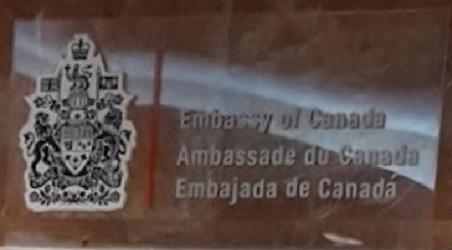 Embassy of Canada
Ambassade du Canada
Embajada de Canadá